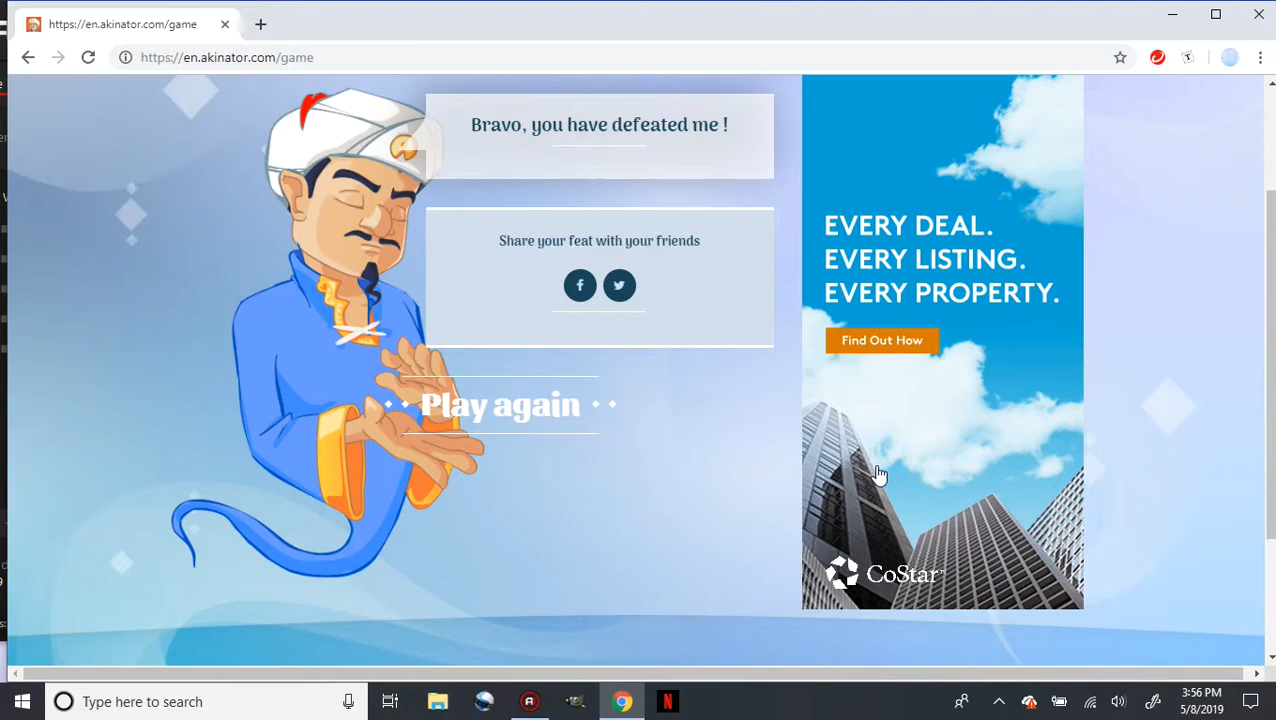 https://en.akinator.com/game
https://en.akinator.com/game
Bravo, you have defeated me !
Share your feat with your friends
Play again
EVERY DEAL.
EVERY LISTING.
EVERY PROPERTY.
Find Out How
CoStar™
Type here to search
3:56 PM
5/8/2019